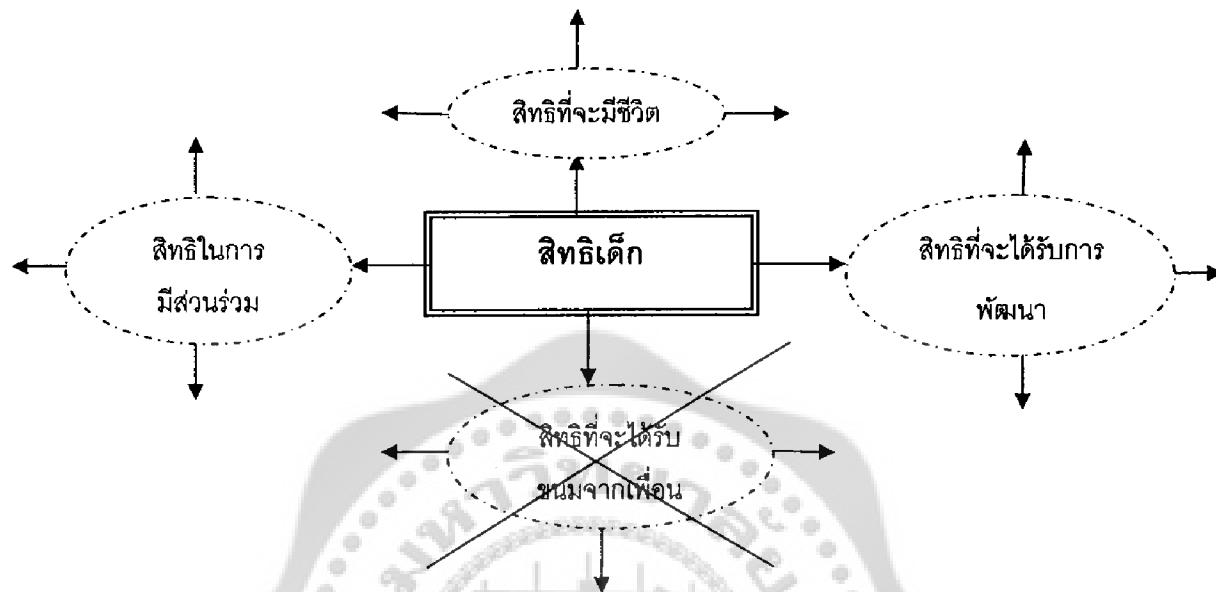 สิทธิที่จะมีชีวิต
สิทธิในการ
มีส่วนร่วม
สิทธิเด็ก
สิทธิที่จะได้รับการ
พัฒนา
สิทธิที่จะได้รับ
ขนมจากเพื่อน